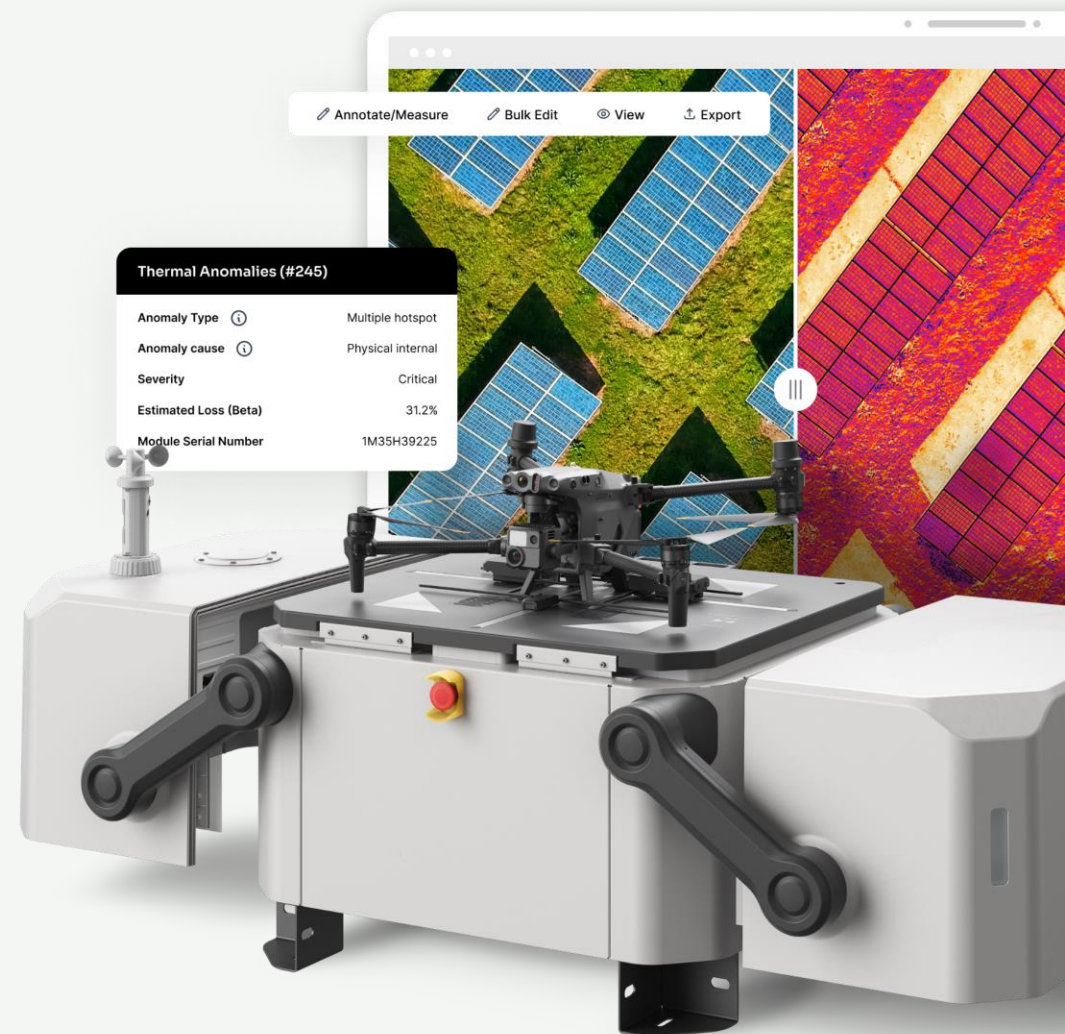 Annotate/Measure Bulk Edit View Export
Thermal Anomalies (#245)
Anomaly Type Multiple hotspot
Anomaly cause Physical internal
Severity Critical
Estimated Loss (Beta) 31.2%
Module Serial Number 1M35H39225